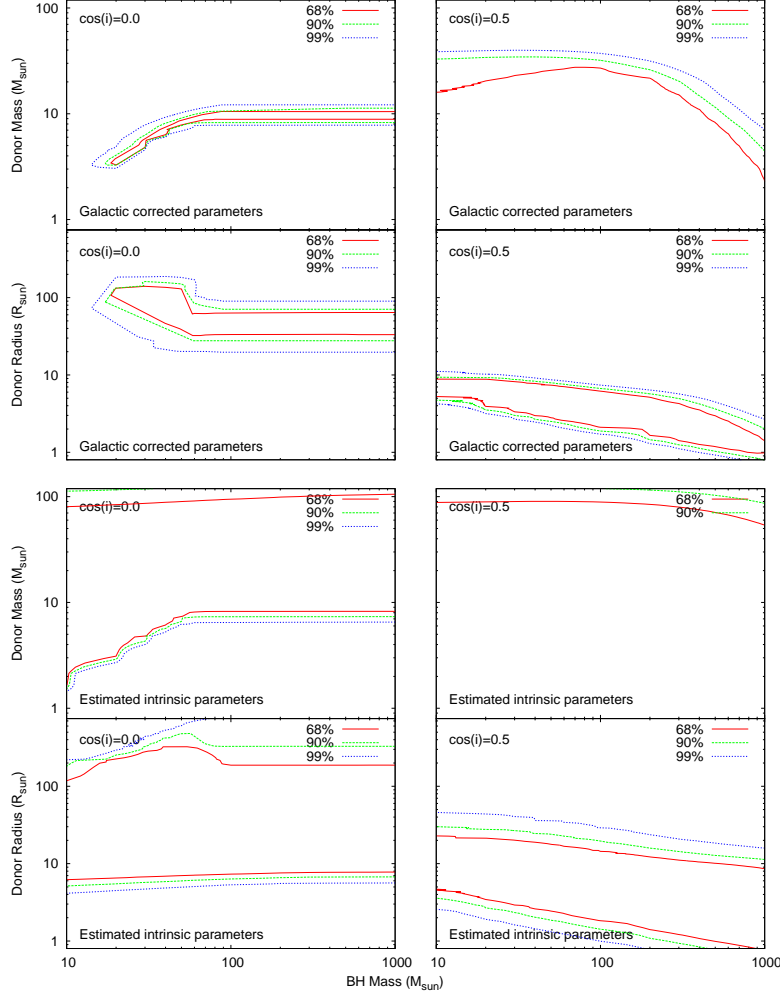 100
10
1
Donor Mass (M_sun)
cos(i)=0.0
68%
90%
99%
Galactic corrected parameters
cos(i)=0.5
68%
90%
99%
Galactic corrected parameters
100
10
1
Donor Radius (R_sun)
cos(i)=0.0
68%
90%
99%
Galactic corrected parameters
cos(i)=0.5
68%
90%
99%
Galactic corrected parameters
100
10
1
Donor Mass (M_sun)
cos(i)=0.0
68%
90%
99%
Estimated intrinsic parameters
cos(i)=0.5
68%
90%
Estimated intrinsic parameters
100
10
1
Donor Radius (R_sun)
cos(i)=0.0
68%
90%
99%
Estimated intrinsic parameters
cos(i)=0.5
68%
90%
99%
Estimated intrinsic parameters
10
100
1000
10
100
1000
BH Mass (M_sun)